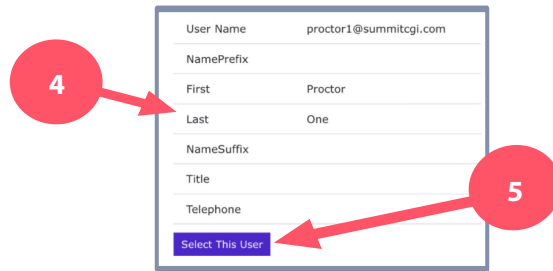 User Name proctor1@summitcgi.com
NamePrefix
4
First Proctor
Last One
NameSuffix
Title
5
Telephone
Select This User